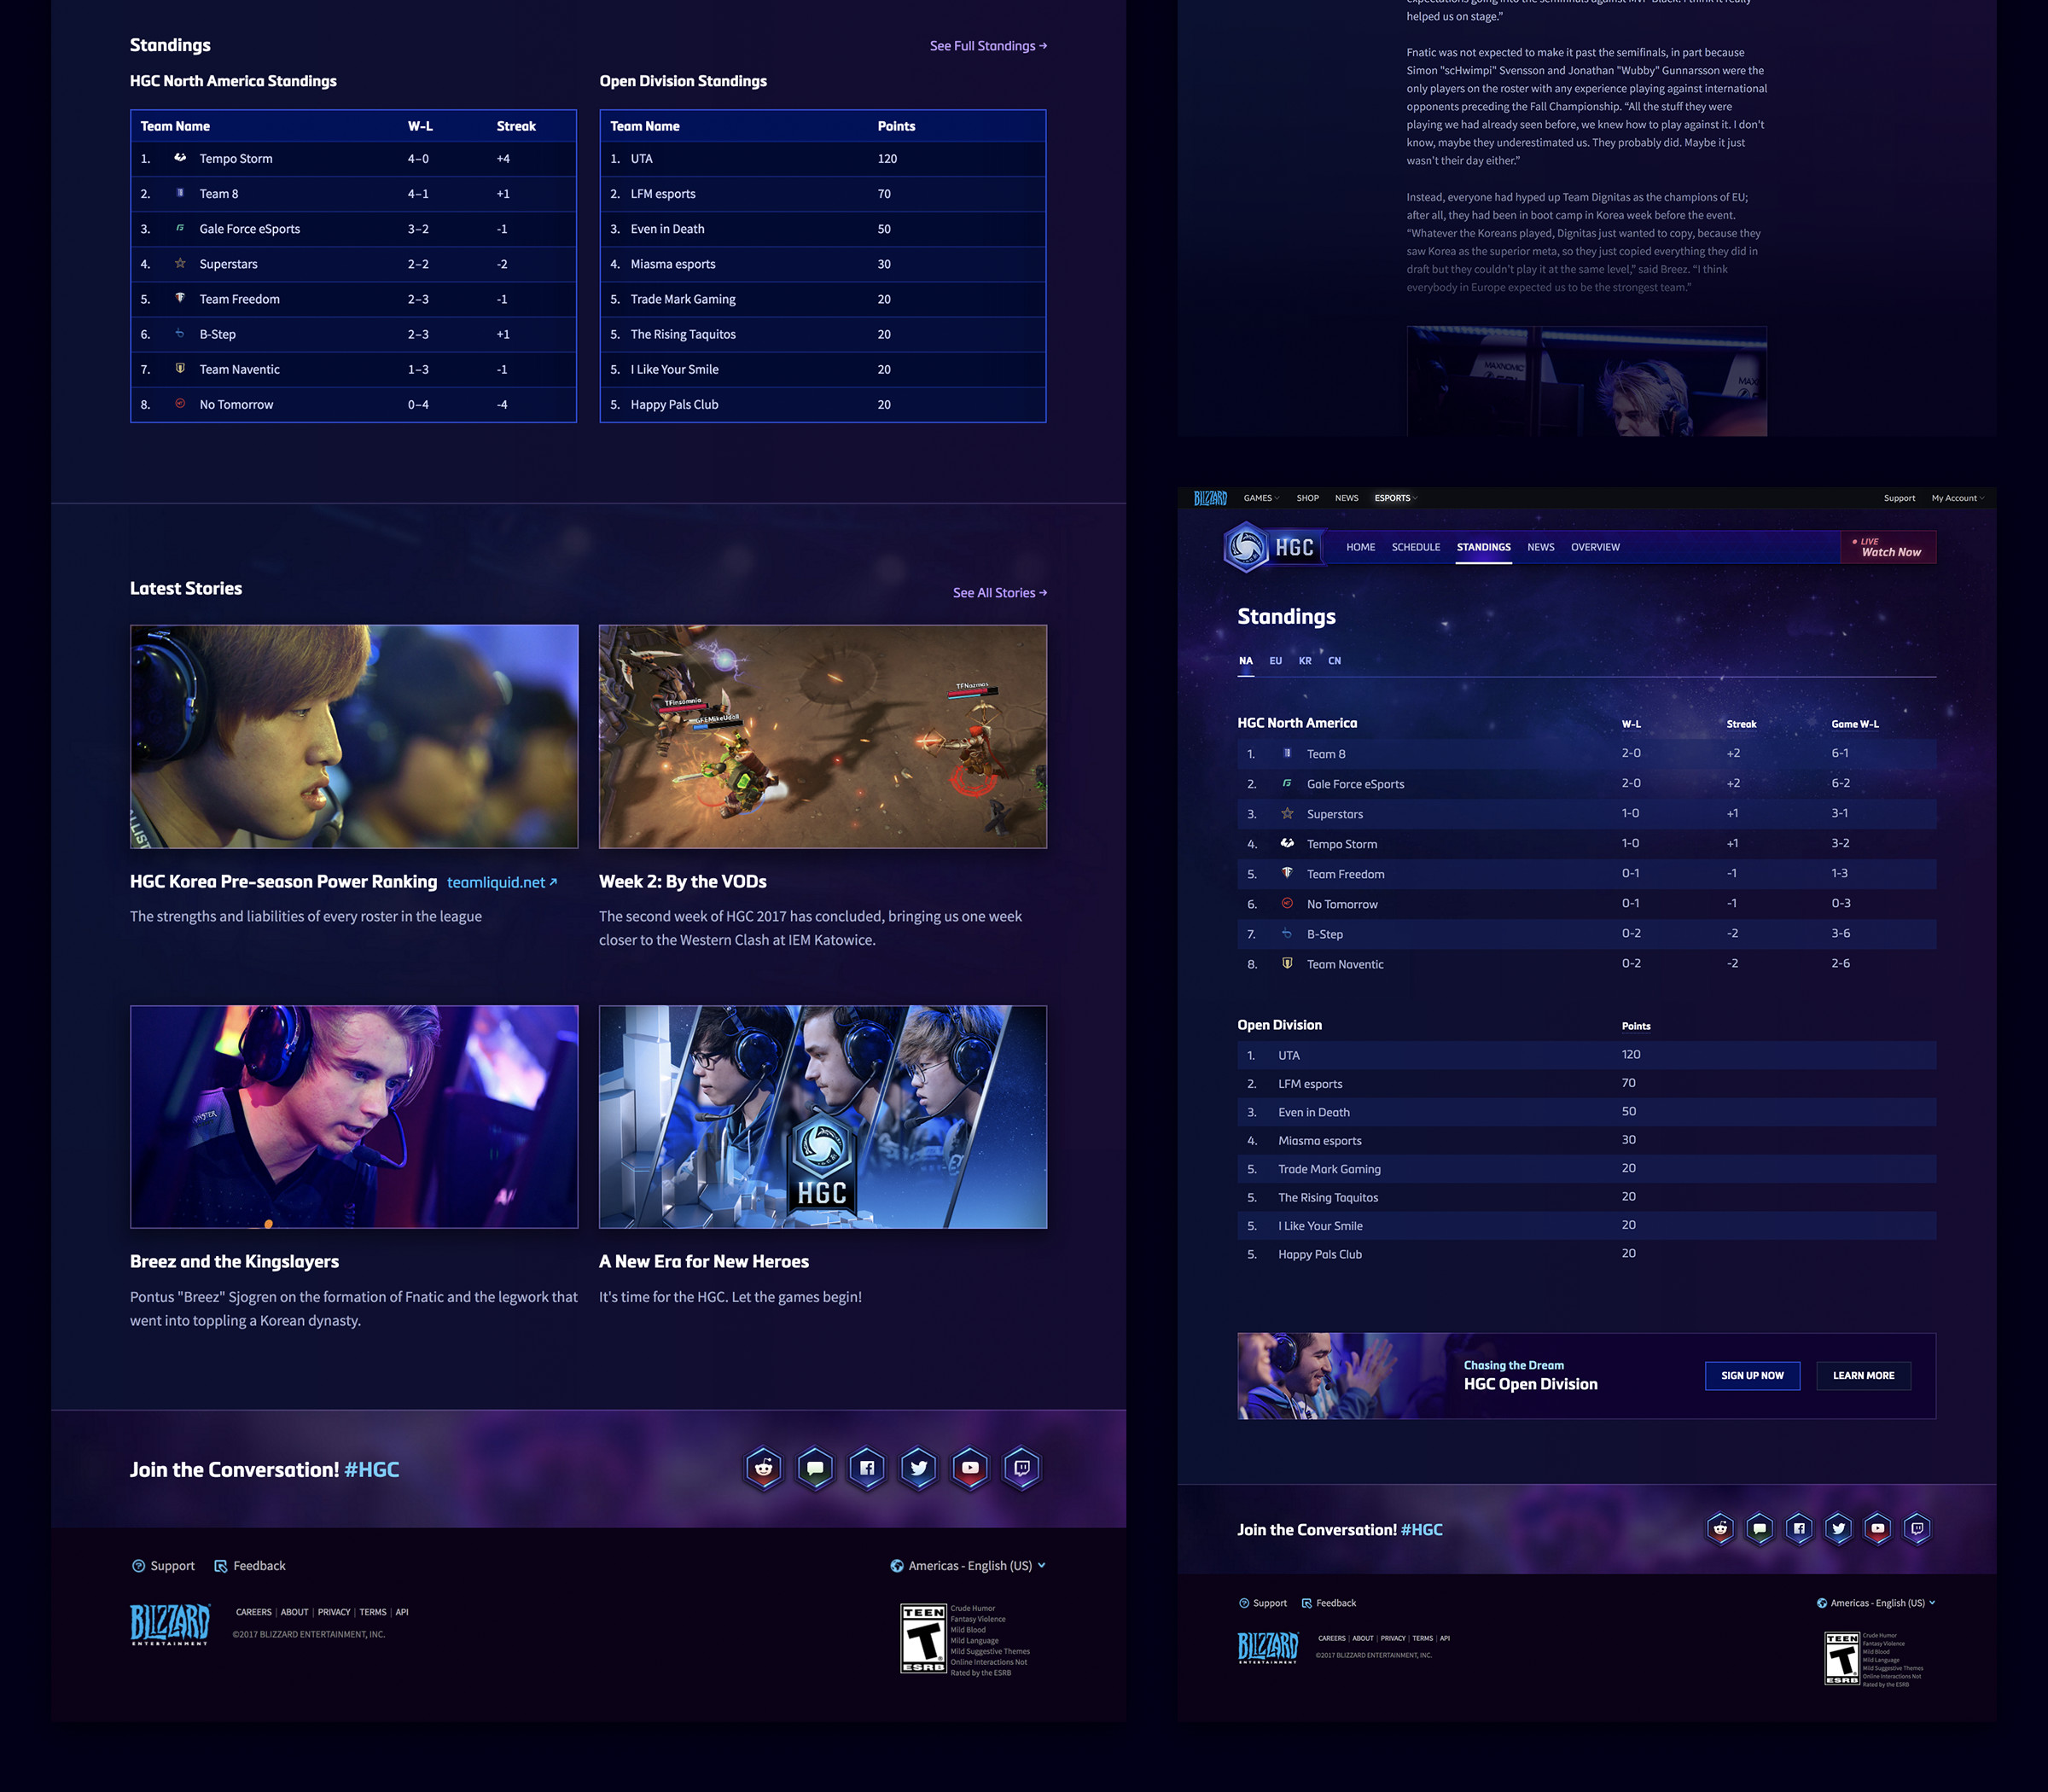 Standings
See Full Standings →
HGC North America Standings
Team Name W-L Streak
1. Tempo Storm 4-0 +4
2. Team 8 4-1 +1
3. Gale Force eSports 3-2 -1
4. Superstars 2-2 -2
5. Team Freedom 2-3 -1
6. B-Step 2-3 +1
7. Team Naventic 1-3 -1
8. No Tomorrow 0-4 -4
Open Division Standings
Team Name Points
1. UTA 120
2. LFM esports 70
3. Even in Death 50
4. Miasma esports 30
5. Trade Mark Gaming 20
5. The Rising Taquitos 20
5. I Like Your Smile 20
5. Happy Pals Club 20
Latest Stories
See All Stories →
TFInsomnia
GFEMikeUdall
TFNazmas
HGC Korea Pre-season Power Ranking teamliquid.net ↗
The strengths and liabilities of every roster in the league
Week 2: By the VODs
The second week of HGC 2017 has concluded, bringing us one week
closer to the Western Clash at IEM Katowice.
HGC
Breez and the Kingslayers
Pontus "Breez" Sjogren on the formation of Fnatic and the legwork that
went into toppling a Korean dynasty.
A New Era for New Heroes
It's time for the HGC. Let the games begin!
Join the Conversation! #HGC
Support Feedback
Americas - English (US)
BLIZZARD
ENTERTAINMENT
CAREERS | ABOUT | PRIVACY | TERMS | API
©2017 BLIZZARD ENTERTAINMENT, INC.
TEEN
T
ESRB
Crude Humor
Fantasy Violence
Mild Blood
Mild Language
Mild Suggestive Themes
Online Interactions Not
Rated by the ESRB
helped us on stage.”
Fnatic was not expected to make it past the semifinals, in part because
Simon "scHwimpi" Svensson and Jonathan "Wubby" Gunnarsson were the
only players on the roster with any experience playing against international
opponents preceding the Fall Championship. “All the stuff they were
playing we had already seen before, we knew how to play against it. I don't
know, maybe they underestimated us. They probably did. Maybe it just
wasn't their day either.”
Instead, everyone had hyped up Team Dignitas as the champions of EU;
after all, they had been in boot camp in Korea week before the event.
“Whatever the Koreans played, Dignitas just wanted to copy, because they
saw Korea as the superior meta, so they just copied everything they did in
draft but they couldn't play it at the same level,” said Breez. “I think
everybody in Europe expected us to be the strongest team.”
MAXNOMIC
BLIZZARD GAMES SHOP NEWS ESPORTS Support My Account
HGC HOME SCHEDULE STANDINGS NEWS OVERVIEW
LIVE
Watch Now
Standings
NA EU KR CN
HGC North America W-L Streak Game W-L
1. Team 8 2-0 +2 6-1
2. Gale Force eSports 2-0 +2 6-2
3. Superstars 1-0 +1 3-1
4. Tempo Storm 1-0 +1 3-2
5. Team Freedom 0-1 -1 1-3
6. No Tomorrow 0-1 -1 0-3
7. B-Step 0-2 -2 3-6
8. Team Naventic 0-2 -2 2-6
Open Division Points
1. UTA 120
2. LFM esports 70
3. Even in Death 50
4. Miasma esports 30
5. Trade Mark Gaming 20
5. The Rising Taquitos 20
5. I Like Your Smile 20
5. Happy Pals Club 20
Chasing the Dream
HGC Open Division
SIGN UP NOW LEARN MORE
Join the Conversation! #HGC
Support Feedback
Americas - English (US)
BLIZZARD
ENTERTAINMENT
CAREERS | ABOUT | PRIVACY | TERMS | API
©2017 BLIZZARD ENTERTAINMENT, INC.
TEEN
T
ESRB
Crude Humor
Fantasy Violence
Mild Blood
Mild Language
Mild Suggestive Themes
Online Interactions Not
Rated by the ESRB